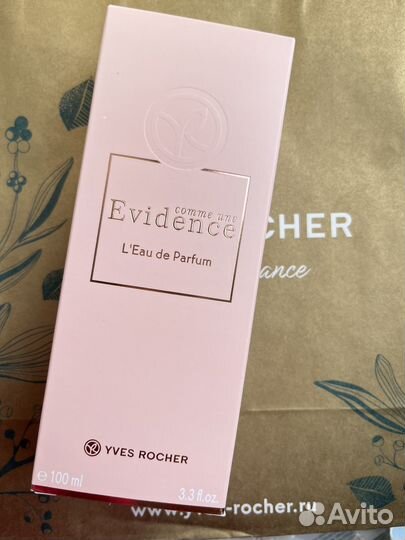 comme une
Evidence
L'Eau de Parfum
YVES ROCHER
e 100 ml
3.3 fl.oz.
CHER
ance
www.yves-rocher.ru
Avito